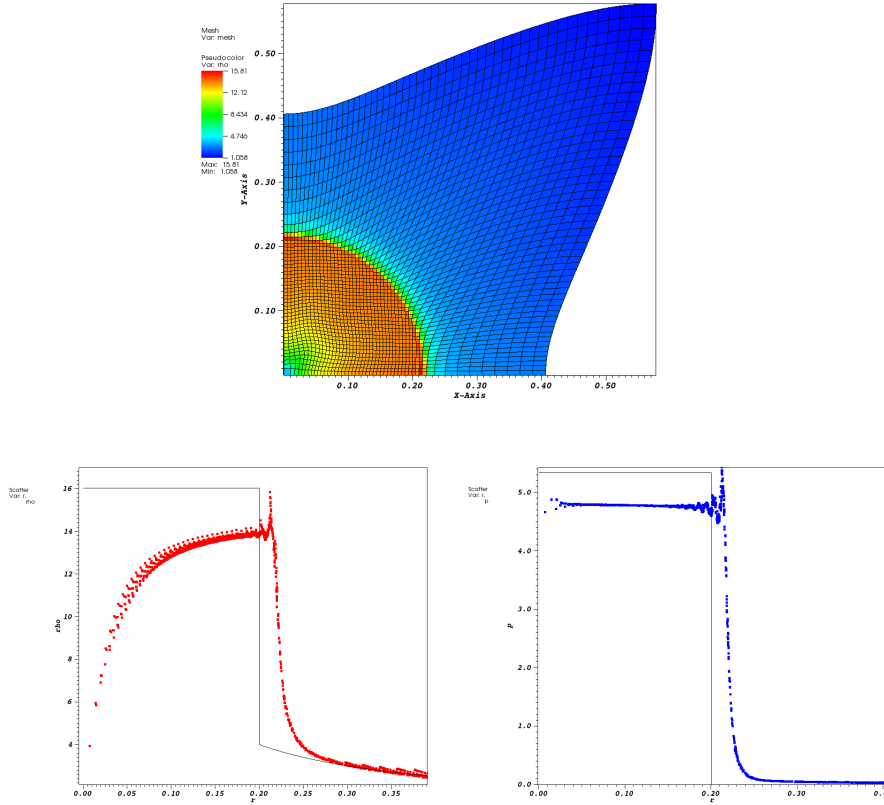 Mesh
Var: mesh
Pseudocolor
Var: rho
15.81
12.12
8.434
4.746
1.058
Max: 15.81
Min: 1.058
Y-Axis
0.50
0.40
0.30
0.20
0.10
0.10 0.20 0.30 0.40 0.50
X-Axis
Scatter
Var: r,
rho
rho
16
14
12
10
8
6
4
0.00 0.05 0.10 0.15 0.20 0.25 0.30 0.35
r
Scatter
Var: r,
p
p
5.0
4.0
3.0
2.0
1.0
0.0
0.00 0.10 0.20 0.30
r